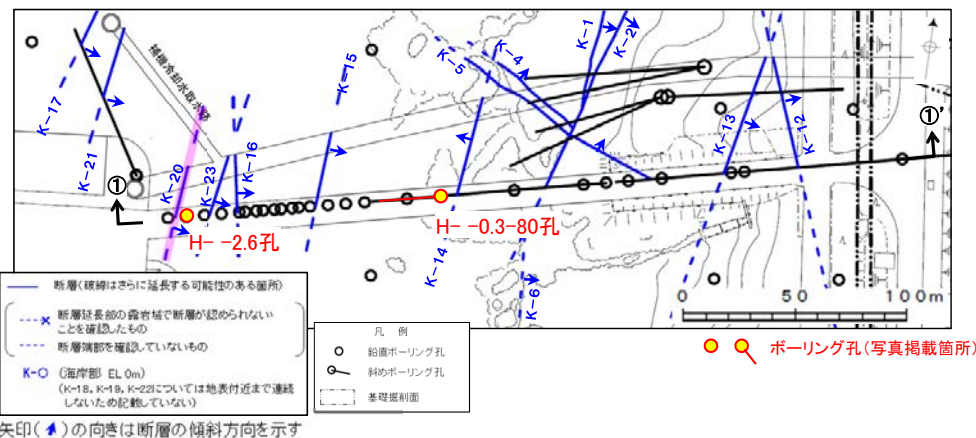 K-1
K-2
K-4
K-5
K-15
補機冷却水取水路
K-17
K-21
K-16
K-13
K-12
①'
①
K-20
K-23
H- -2.6孔
H- -0.3-80孔
K-14
K-6
0 50 100m
断層(破線はさらに延長する可能性のある箇所)
断層延長部の露岩域で断層が認められない
ことを確認したもの
断層端部を確認していないもの
K-○ (海岸部 EL 0m)
(K-18, K-19, K-22については地表付近まで連続
しないため記載していない)
凡 例
鉛直ボーリング孔
斜めボーリング孔
基礎掘削面
ボーリング孔(写真掲載箇所)
矢印( )の向きは断層の傾斜方向を示す